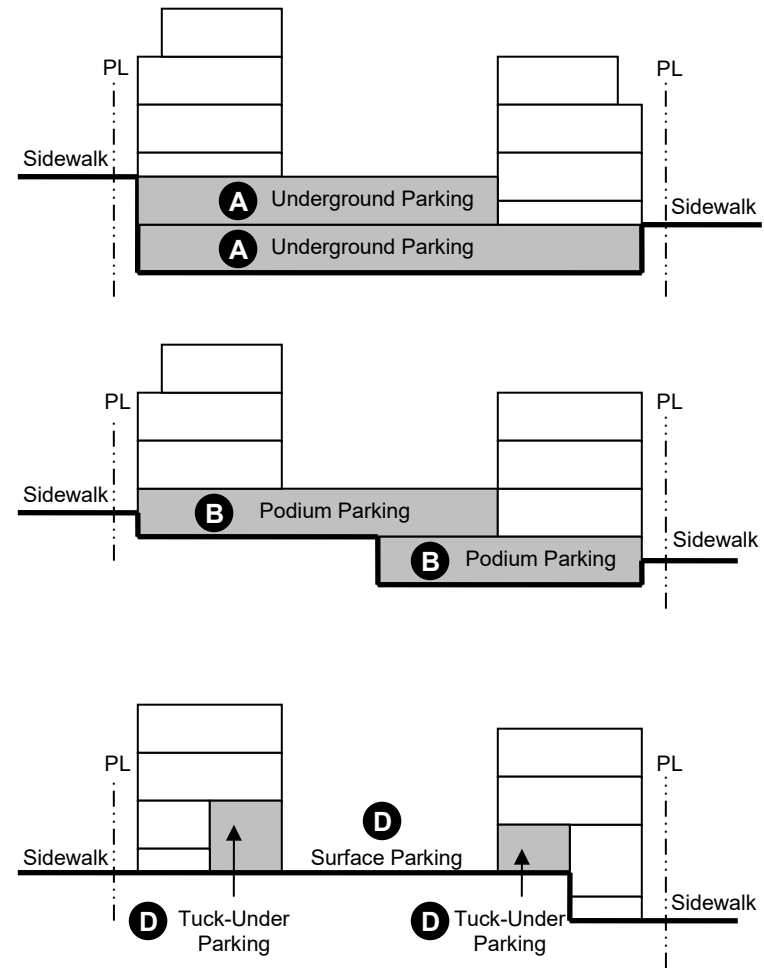 PL
PL
Sidewalk
A Underground Parking
Sidewalk
A Underground Parking
PL
PL
Sidewalk
B Podium Parking
Sidewalk
B Podium Parking
PL
PL
D
Sidewalk
Surface Parking
Sidewalk
D Tuck-Under
Parking
D Tuck-Under
Parking